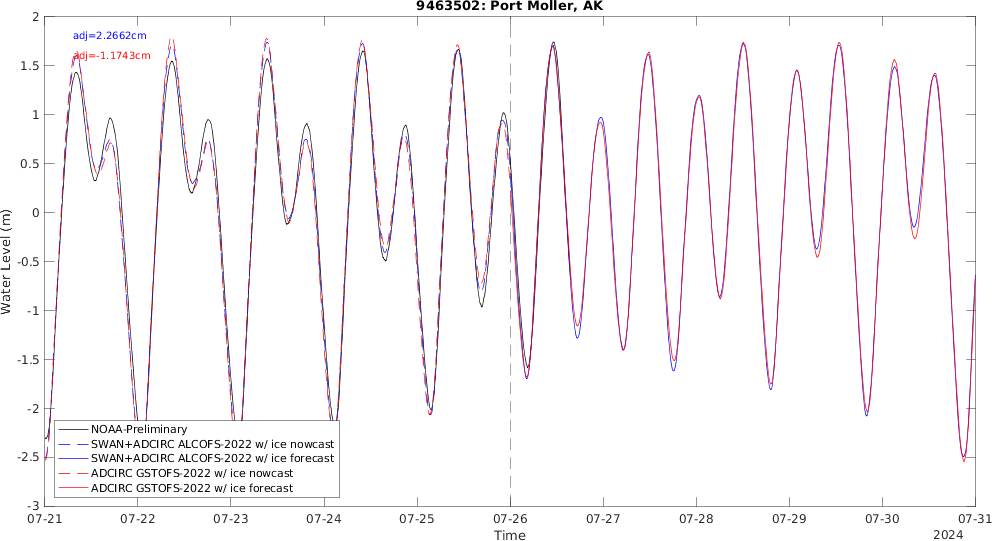 9463502: Port Moller, AK
adj=2.2662cm
adj=-1.1743cm
Water Level (m)
2
1.5
1
0.5
0
-0.5
-1
-1.5
-2
-2.5
-3
NOAA-Preliminary
SWAN+ADCIRC ALCOFS-2022 w/ ice nowcast
SWAN+ADCIRC ALCOFS-2022 w/ ice forecast
ADCIRC GSTOFS-2022 w/ ice nowcast
ADCIRC GSTOFS-2022 w/ ice forecast
07-21 07-22 07-23 07-24 07-25 07-26 07-27 07-28 07-29 07-30 07-31
Time
2024